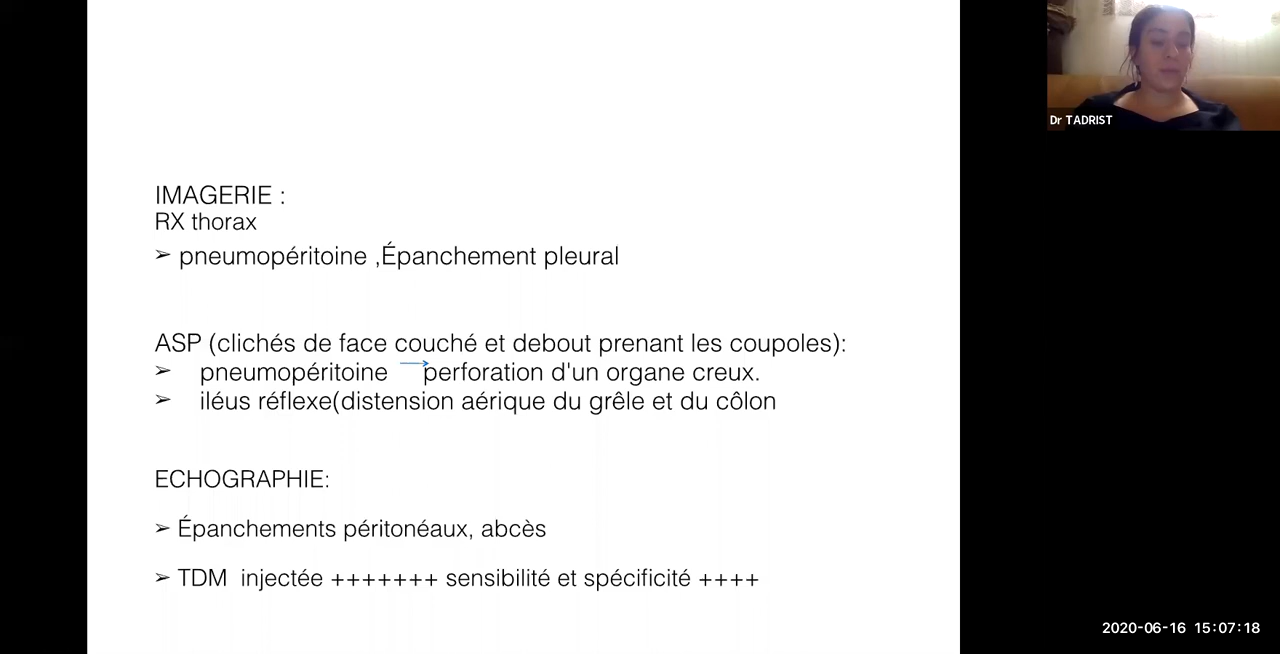 Dr TADRIST
IMAGERIE :
RX thorax
➢ pneumopéritoine ,Épanchement pleural
ASP (clichés de face couché et debout prenant les coupoles):
➢ pneumopéritoine → perforation d'un organe creux.
➢ iléus réflexe(distension aérique du grêle et du côlon
ECHOGRAPHIE:
➢ Épanchements péritonéaux, abcès
➢ TDM injectée +++++++ sensibilité et spécificité ++++
2020-06-16 15:07:18